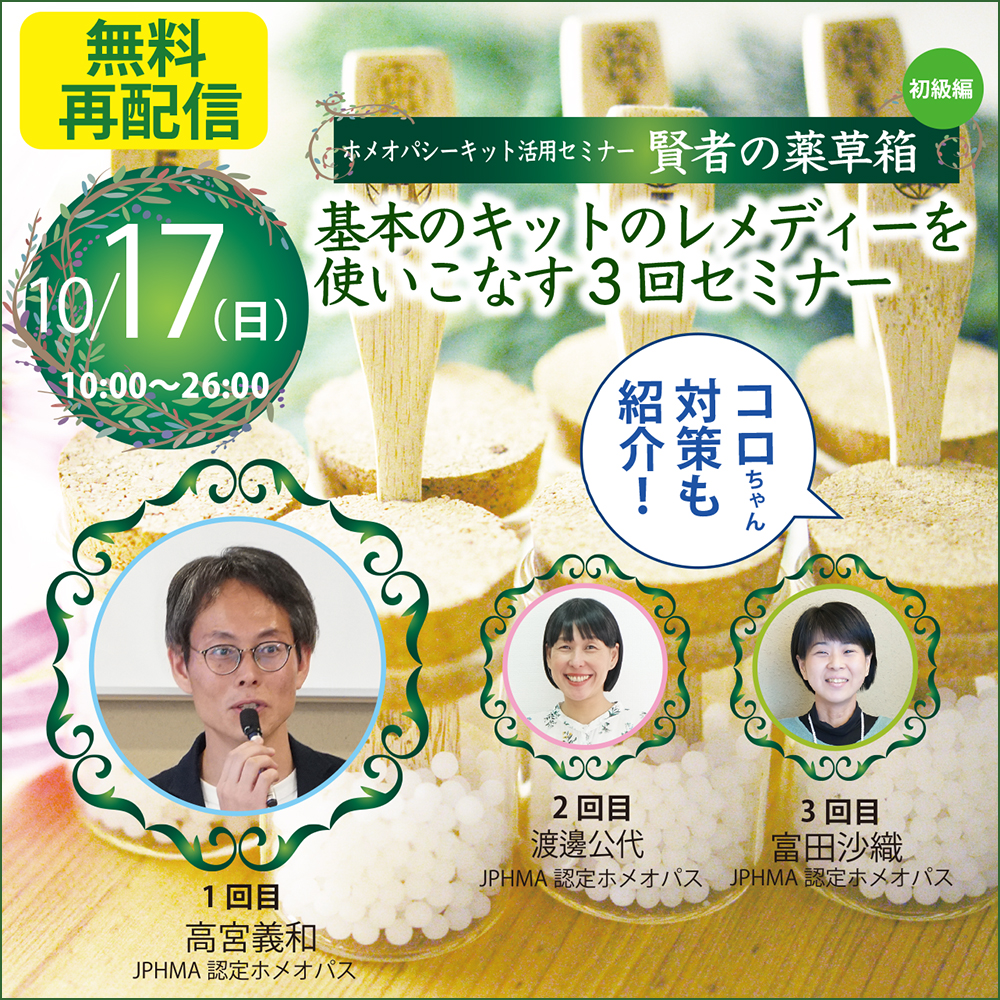 無料
再配信
初級編
ホメオパシーキット活用セミナー 賢者の薬草箱
基本のキットのレメディーを
使いこなす3回セミナー
10/17(日)
10:00〜26:00
コロちゃん
対策も
紹介!
1回目
高宮義和
JPHMA 認定ホメオパス
2回目
渡邊公代
JPHMA 認定ホメオパス
3回目
富田沙織
JPHMA 認定ホメオパス